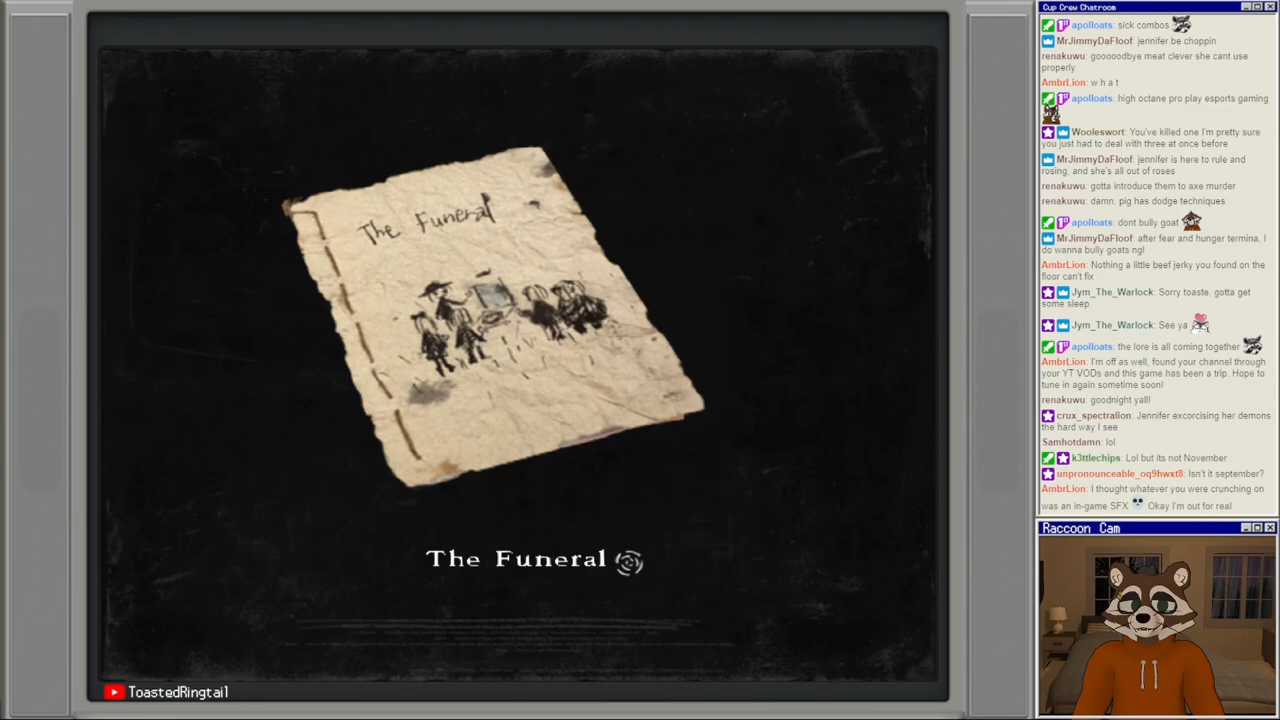 The Funeral
The Funeral
ToastedRingtail
Cup Crew Chatroom
apolloats: sick combos
MrJimmyDaFloof: jennifer be choppin
renakuwu: gooooodbye meat clever she cant use
properly
AmbrLion: w h a t
apolloats: high octane pro play esports gaming
Wooleswort: You've killed one I'm pretty sure
you just had to deal with three at once before
MrJimmyDaFloof: jennifer is here to rule and
rosing, and she's all out of roses
renakuwu: gotta introduce them to axe murder
renakuwu: damn, pig has dodge techniques
apolloats: dont bully goat
MrJimmyDaFloof: after fear and hunger termina, I
do wanna bully goats ngl
AmbrLion: Nothing a little beef jerky you found on the
floor can't fix
Jym_The_Warlock: Sorry toaste, gotta get
some sleep.
Jym_The_Warlock: See ya
apolloats: the lore is all coming together
AmbrLion: I'm off as well, found your channel through
your YT VODs and this game has been a trip. Hope to
tune in again sometime soon!
renakuwu: goodnight yall!
crux_spectralion: Jennifer exorcising her demons
the hard way I see
Samhotdamn: lol
k3ttlechips: Lol but its not November
unpronounceable_oq9hwxt8: Isn't it september?
AmbrLion: I thought whatever you were crunching on
was an in-game SFX Okay I'm out for real
Raccoon Cam